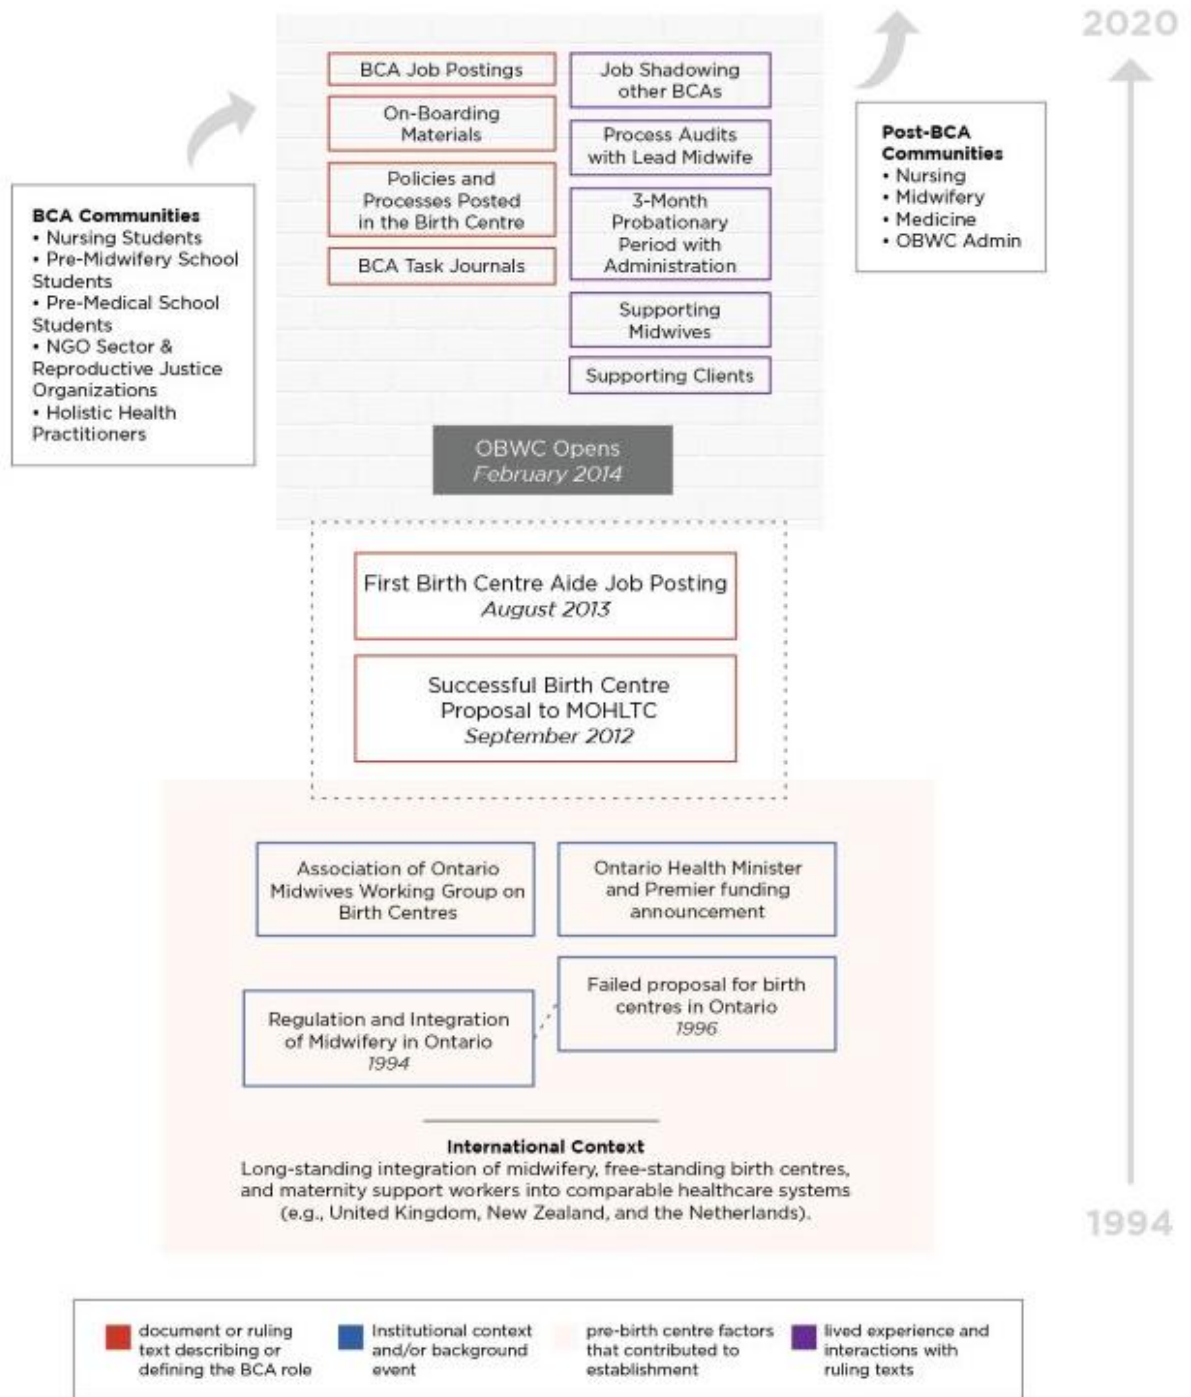 2020
BCA Job Postings
On-Boarding
Materials
Policies and
Processes Posted
in the Birth Centre
BCA Task Journals
Job Shadowing
other BCAs
Process Audits
with Lead Midwife
3-Month
Probationary
Period with
Administration
Supporting
Midwives
Supporting Clients
Post-BCA
Communities
• Nursing
• Midwifery
• Medicine
• OBWC Admin
BCA Communities
• Nursing Students
• Pre-Midwifery School
Students
• Pre-Medical School
Students
• NGO Sector &
Reproductive Justice
Organizations
• Holistic Health
Practitioners
OBWC Opens
February 2014
First Birth Centre Aide Job Posting
August 2013
Successful Birth Centre
Proposal to MOHLTC
September 2012
Association of Ontario
Midwives Working Group on
Birth Centres
Ontario Health Minister
and Premier funding
announcement
Regulation and Integration
of Midwifery in Ontario
1994
Failed proposal for birth
centres in Ontario
1996
International Context
Long-standing integration of midwifery, free-standing birth centres,
and maternity support workers into comparable healthcare systems
(e.g., United Kingdom, New Zealand, and the Netherlands).
1994
document or ruling
text describing or
defining the BCA role
Institutional context
and/or background
event
pre-birth centre factors
that contributed to
establishment
lived experience and
interactions with
ruling texts